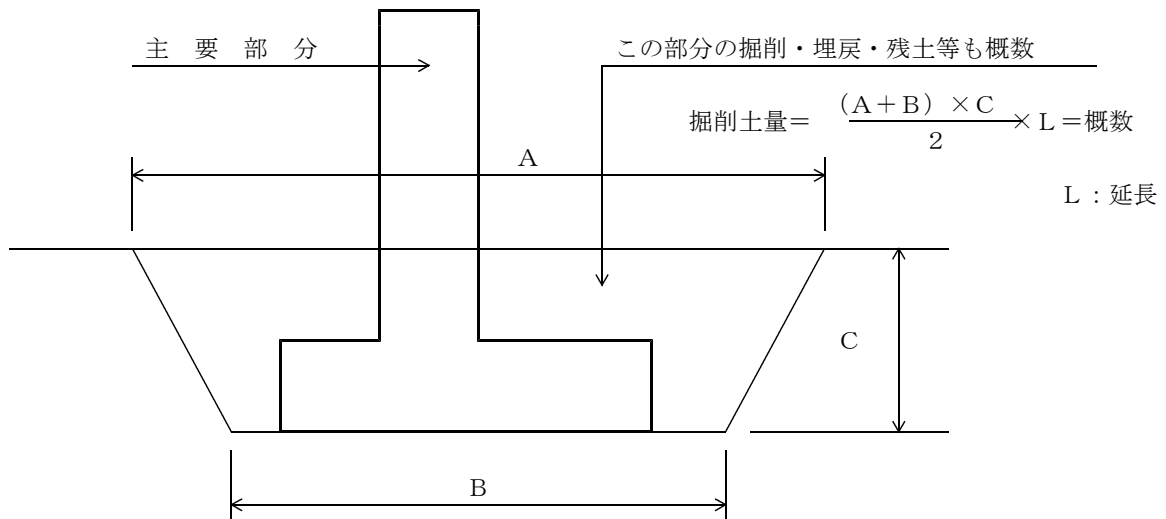 主 要 部 分
この部分の掘削・埋戻・残土等も概数
掘削土量＝ （A＋B）×C
2
×L＝概数
A
L：延長
C
B